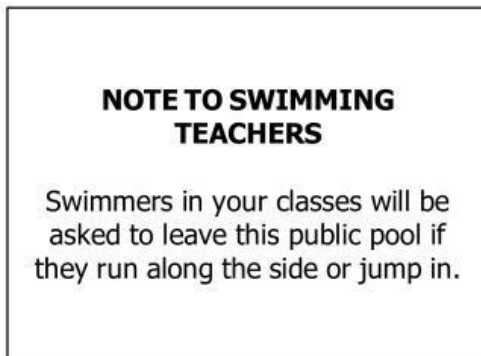 NOTE TO SWIMMING
TEACHERS
Swimmers in your classes will be
asked to leave this public pool if
they run along the side or jump in.